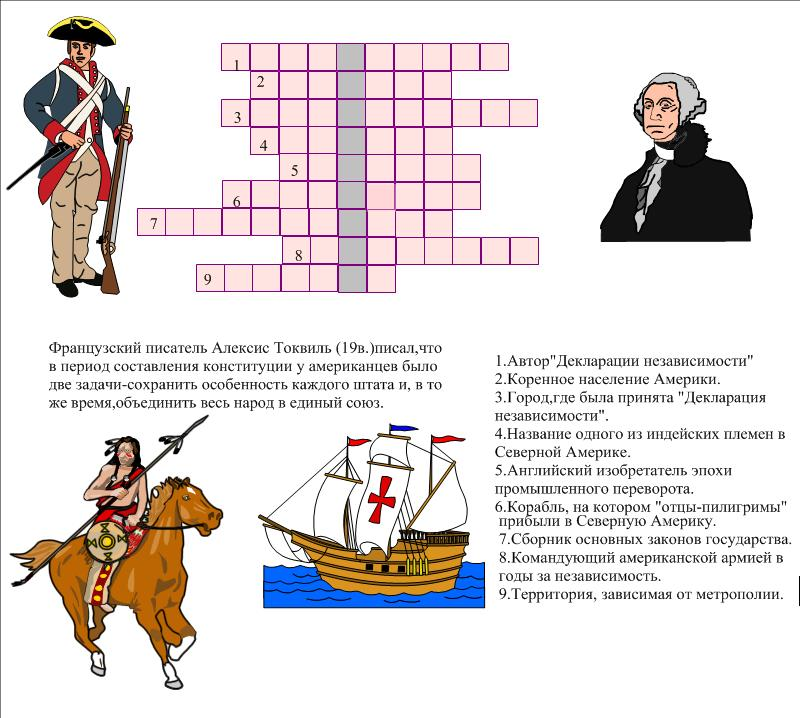 1
2
3
4
5
6
7
8
9
Французский писатель Алексис Токвиль (19в.)писал,что
в период составления конституции у американцев было
две задачи-сохранить особенность каждого штата и, в то
же время,объединить весь народ в единый союз.
1.Автор"Декларации независимости"
2.Коренное население Америки.
3.Город,где была принята "Декларация
независимости".
4.Название одного из индейских племен в
Северной Америке.
5.Английский изобретатель эпохи
промышленного переворота.
6.Корабль, на котором "отцы-пилигримы"
прибыли в Северную Америку.
7.Сборник основных законов государства.
8.Командующий американской армией в
годы за независимость.
9.Территория, зависимая от метрополии.